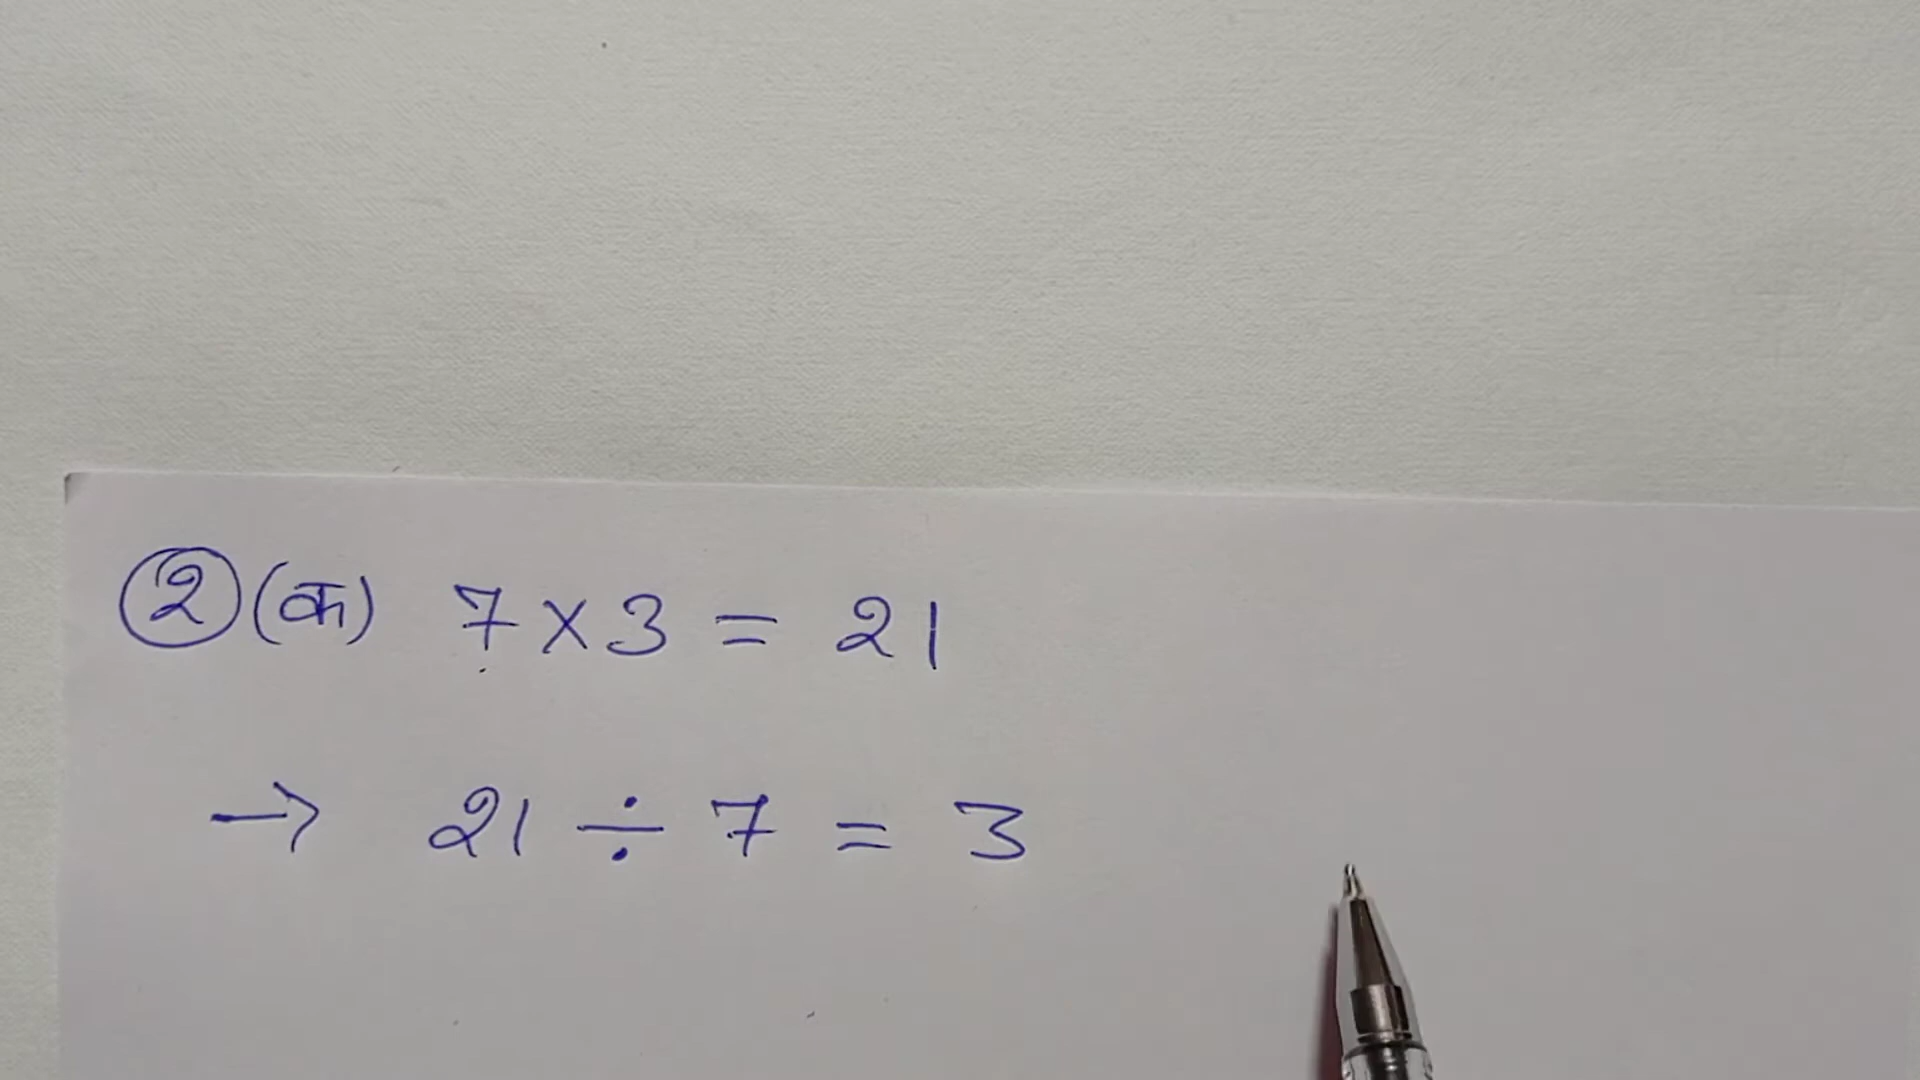 ② (क) 7 × 3 = 21
→ 21 ÷ 7 = 3